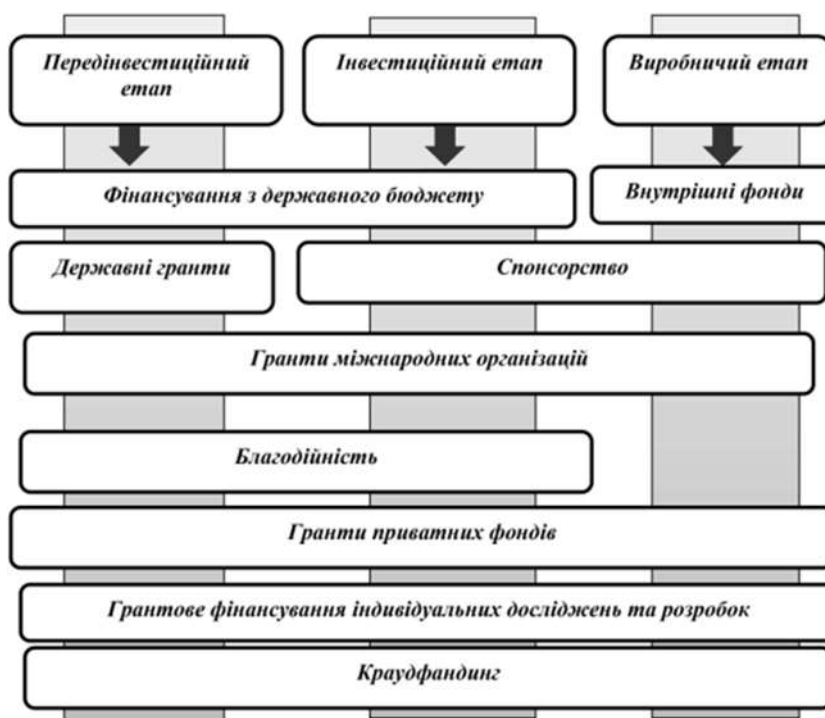 Передінвестиційний
етап
Інвестиційний етап
Виробничий етап
Фінансування з державного бюджету
Внутрішні фонди
Державні гранти
Спонсорство
Гранти міжнародних організацій
Благодійність
Гранти приватних фондів
Грантове фінансування індивідуальних досліджень та розробок
Краудфандинг